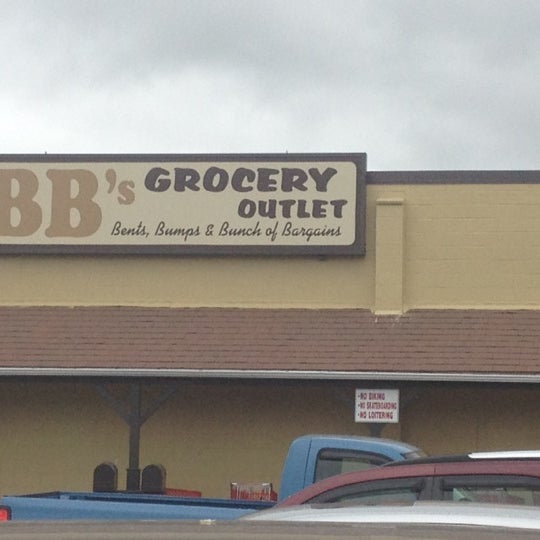 BB's GROCERY
OUTLET
Bents, Bumps & Bunch of Bargains
•NO BIKING
•NO SKATEBOARDING
•NO LOITERING